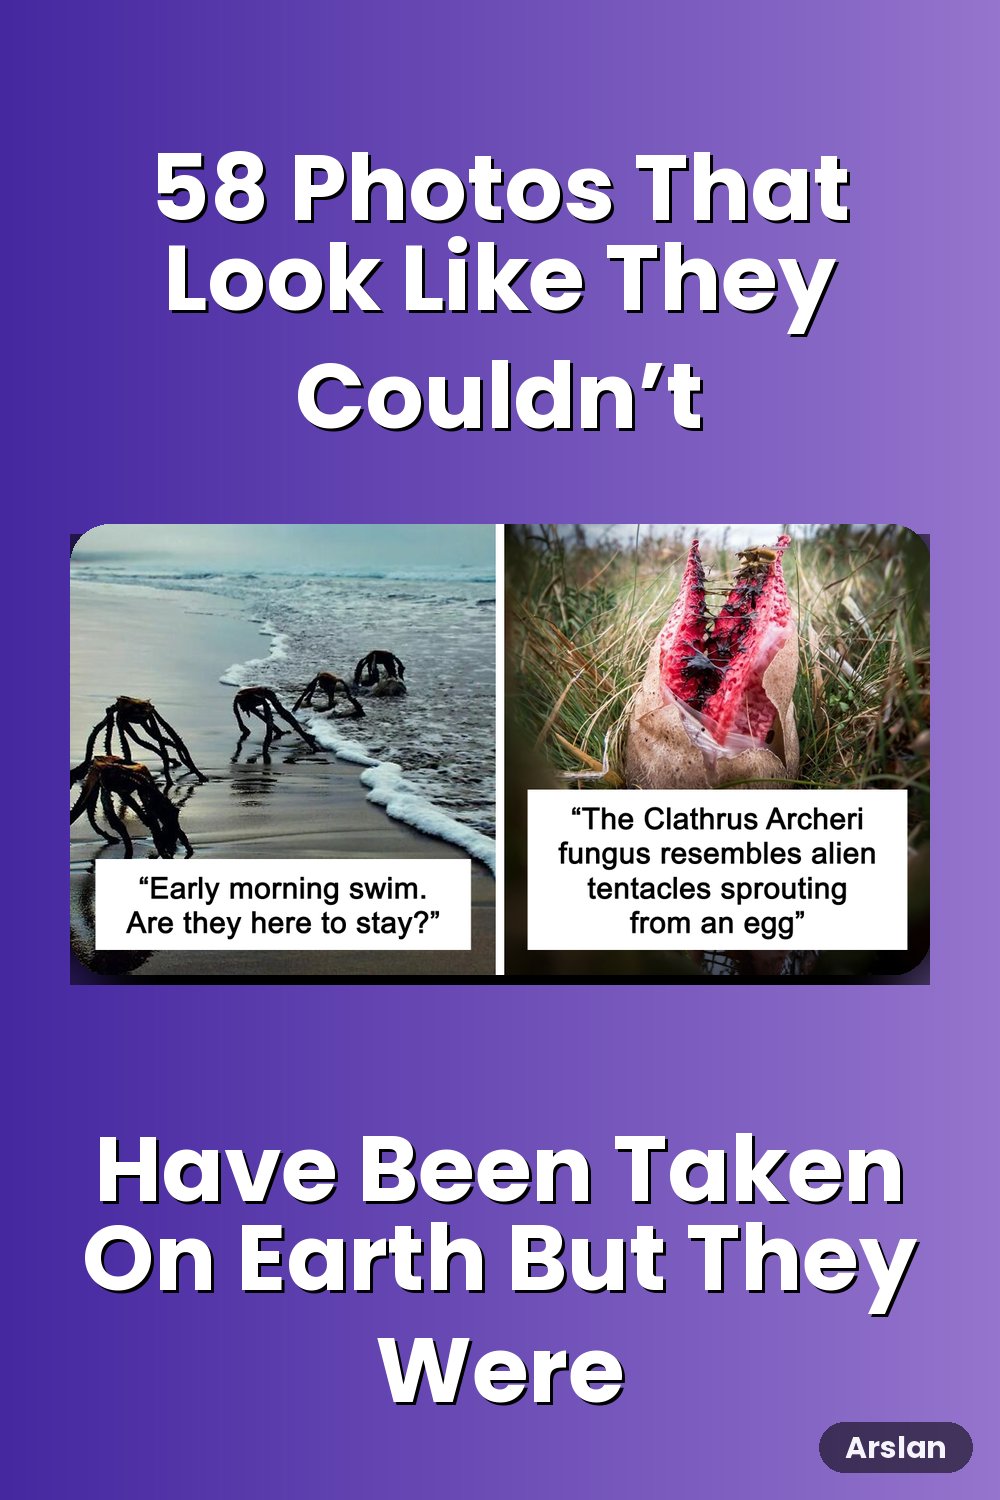 58 Photos That
Look Like They
Couldn’t
“Early morning swim.
Are they here to stay?”
“The Clathrus Archeri
fungus resembles alien
tentacles sprouting
from an egg”
Have Been Taken
On Earth But They
Were
Arslan